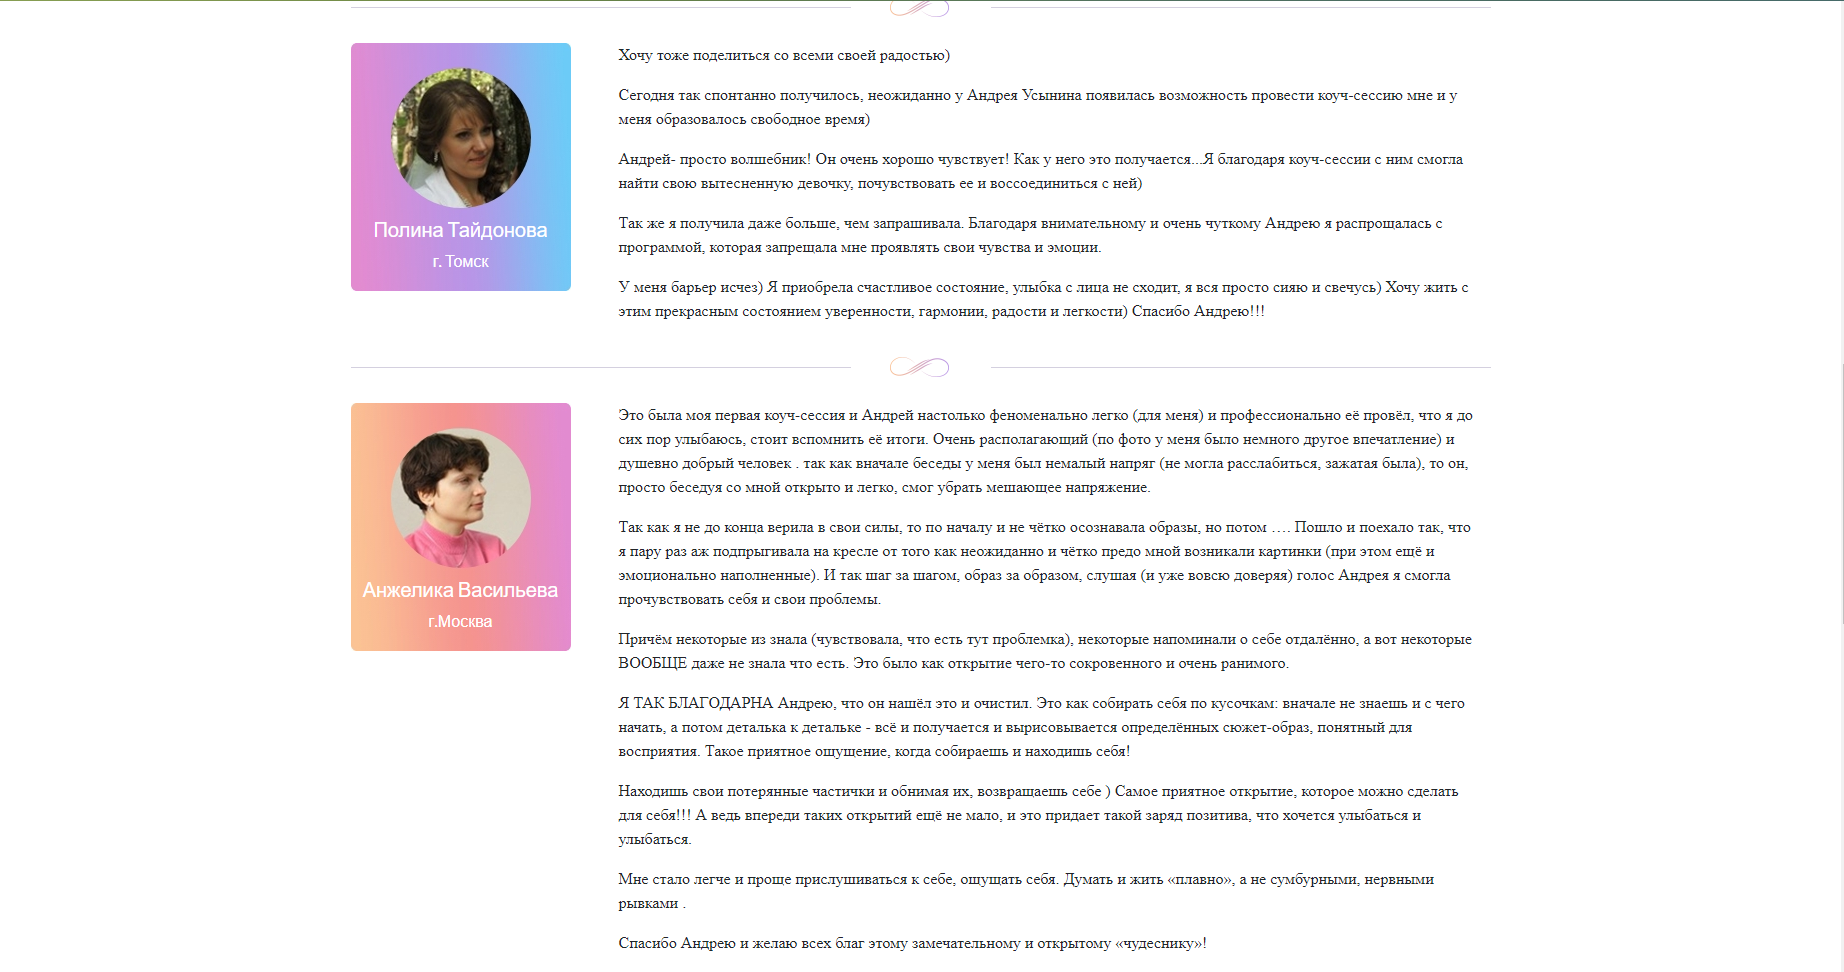 Хочу тоже поделиться со всеми своей радостью)
Сегодня так спонтанно получилось, неожиданно у Андрея Усынина появилась возможность провести коуч-сессию мне и у
меня образовалось свободное время)
Андрей- просто волшебник! Он очень хорошо чувствует! Как у него это получается...Я благодаря коуч-сессии с ним смогла
найти свою вытесненную девочку, почувствовать ее и воссоединиться с ней)
Так же я получила даже больше, чем запрашивала. Благодаря внимательному и очень чуткому Андрею я распрощалась с
программой, которая запрещала мне проявлять свои чувства и эмоции.
У меня барьер исчез) Я приобрела счастливое состояние, улыбка с лица не сходит, я вся просто сияю и свечусь) Хочу жить с
этим прекрасным состоянием уверенности, гармонии, радости и легкости) Спасибо Андрею!!!
Полина Тайдонова
г. Томск
Это была моя первая коуч-сессия и Андрей настолько феноменально легко (для меня) и профессионально её провёл, что я до
сих пор улыбаюсь, стоит вспомнить её итоги. Очень располагающий (по фото у меня было немного другое впечатление) и
душевно добрый человек . так как вначале беседы у меня был немалый напряг (не могла расслабиться, зажатая была), то он,
просто беседуя со мной открыто и легко, смог убрать мешающее напряжение.
Так как я не до конца верила в свои силы, то по началу и не чётко осознавала образы, но потом …. Пошло и поехало так, что
я пару раз аж подпрыгивала на кресле от того как неожиданно и чётко предо мной возникали картинки (при этом ещё и
эмоционально наполненные). И так шаг за шагом, образ за образом, слушая (и уже вовсю доверяя) голос Андрея я смогла
прочувствовать себя и свои проблемы.
Причём некоторые из знала (чувствовала, что есть тут проблемка), некоторые напоминали о себе отдалённо, а вот некоторые
ВООБЩЕ даже не знала что есть. Это было как открытие чего-то сокровенного и очень ранимого.
Я ТАК БЛАГОДАРНА Андрею, что он нашёл это и очистил. Это как собирать себя по кусочкам: вначале не знаешь и с чего
начать, а потом деталька к детальке - всё и получается и вырисовывается определённых сюжет-образ, понятный для
восприятия. Такое приятное ощущение, когда собираешь и находишь себя!
Находишь свои потерянные частички и обнимая их, возвращаешь себе ) Самое приятное открытие, которое можно сделать
для себя!!! А ведь впереди таких открытий ещё не мало, и это придает такой заряд позитива, что хочется улыбаться и
улыбаться.
Мне стало легче и проще прислушиваться к себе, ощущать себя. Думать и жить «плавно», а не сумбурными, нервными
рывками .
Спасибо Андрею и желаю всех благ этому замечательному и открытому «чудеснику»!
Анжелика Васильева
г.Москва